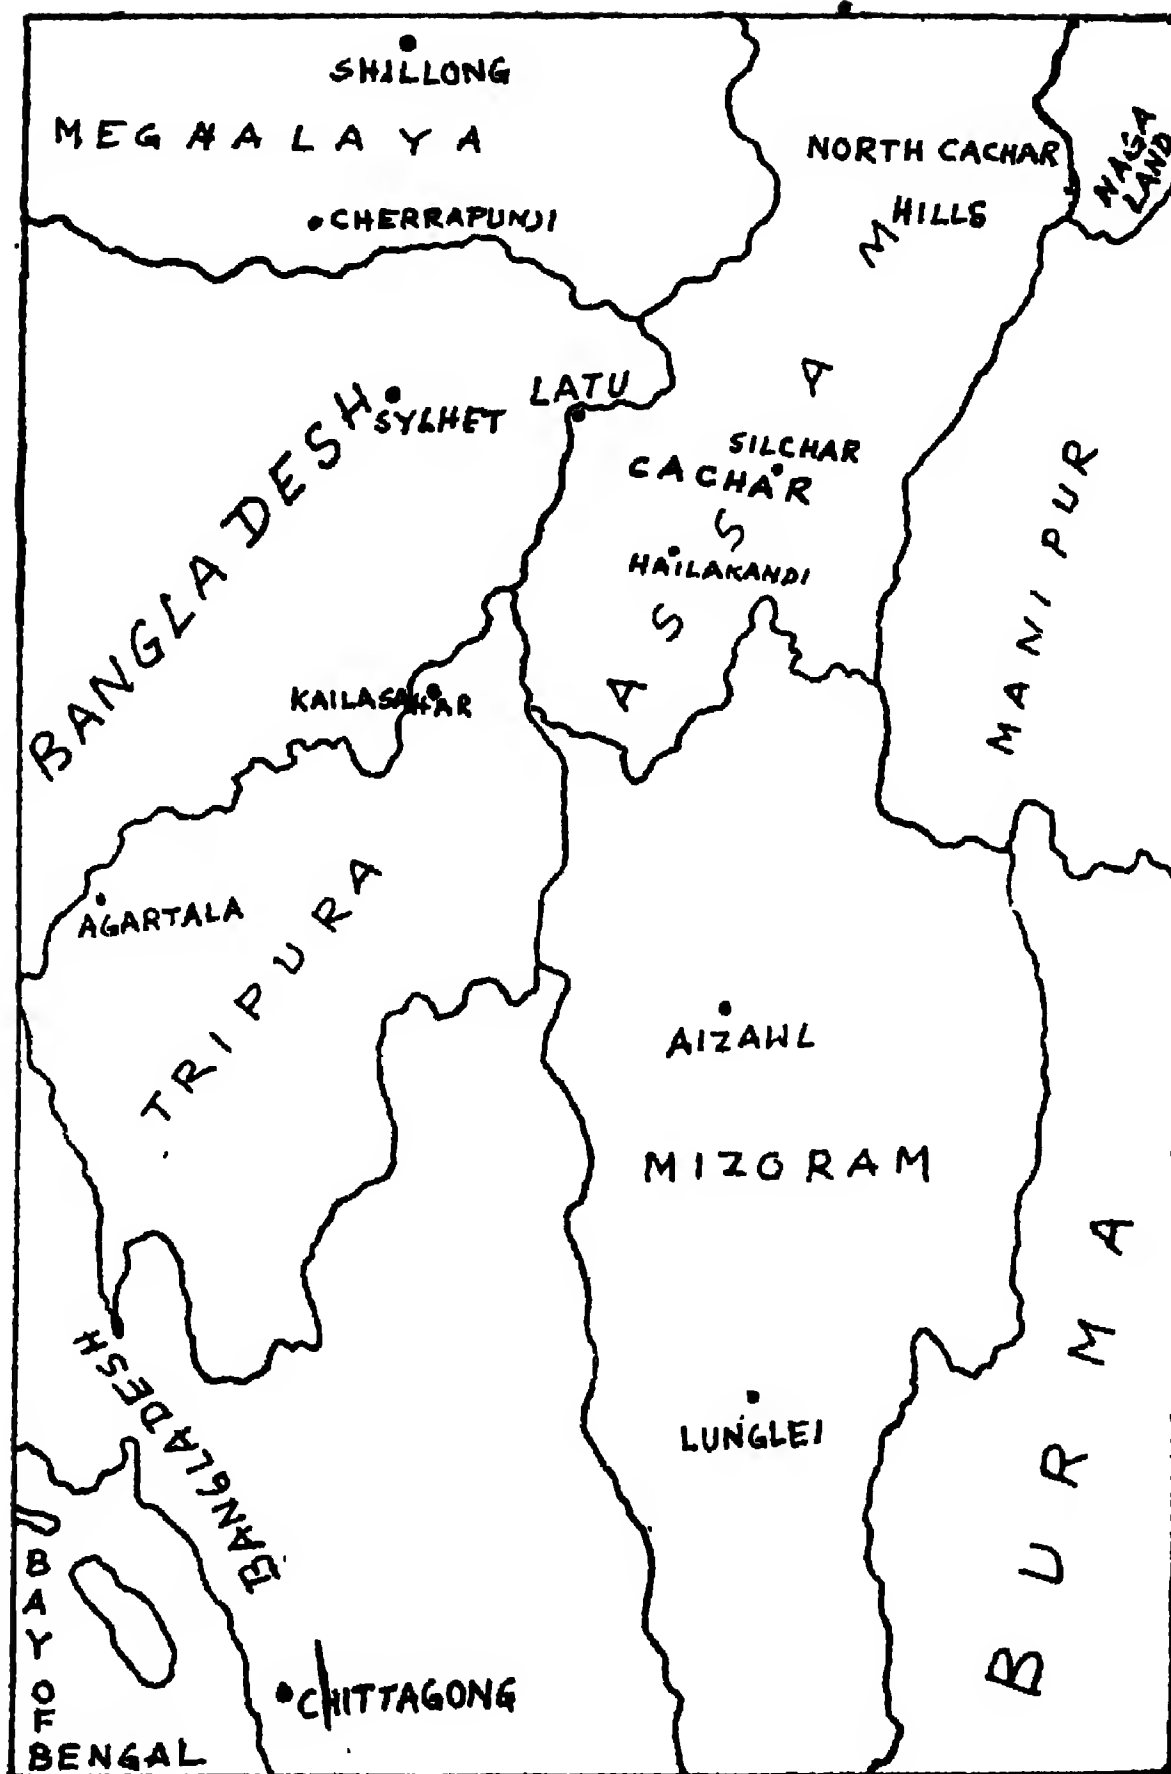 SHILLONG
MEGHALAYA
NORTH CACHAR
HILLS
NAGA
LAND
CHERRAPUNJI
LATU
SYLHET
BANGLADESH
SILCHAR
CACHAR
HAILAKANDI
ASSAM
MANIPUR
KAILASAHAR
AGARTALA
TRIPURA
AIZAWL
MIZORAM
BURMA
LUNGLEI
BANGLADESH
BAY
OF
BENGAL
CHITTAGONG